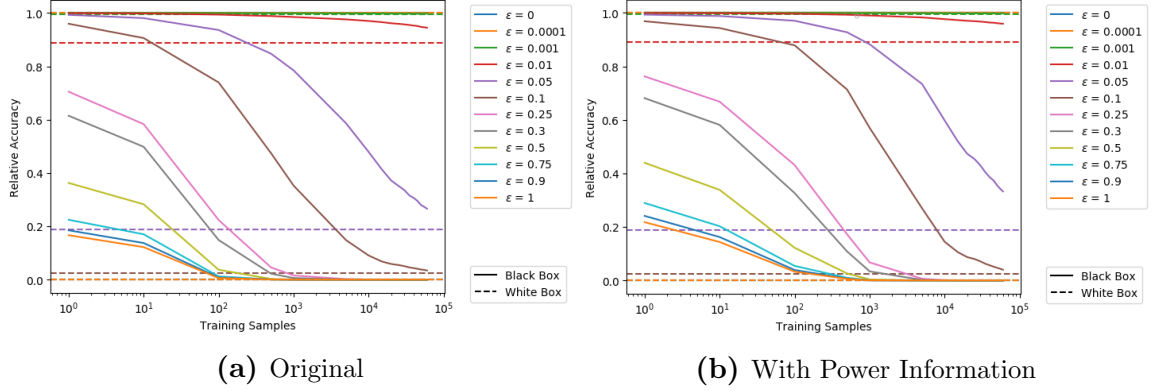 1.0
0.8
0.6
0.4
0.2
0.0
Relative Accuracy
10^0
10^1
10^2
10^3
10^4
10^5
Training Samples
ε = 0
ε = 0.0001
ε = 0.001
ε = 0.01
ε = 0.05
ε = 0.1
ε = 0.25
ε = 0.3
ε = 0.5
ε = 0.75
ε = 0.9
ε = 1
Black Box
White Box
(a) Original
1.0
0.8
0.6
0.4
0.2
0.0
Relative Accuracy
10^0
10^1
10^2
10^3
10^4
10^5
Training Samples
ε = 0
ε = 0.0001
ε = 0.001
ε = 0.01
ε = 0.05
ε = 0.1
ε = 0.25
ε = 0.3
ε = 0.5
ε = 0.75
ε = 0.9
ε = 1
Black Box
White Box
(b) With Power Information